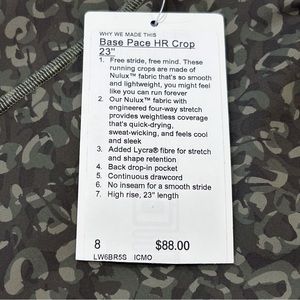 WHY WE MADE THIS
Base Pace HR Crop
23"
1. Free stride, free mind. These
running crops are made of
Nulux™ fabric that's so smooth
and lightweight, you might feel
like you can run forever
2. Our Nulux™ fabric with
engineered four-way stretch
provides weightless coverage
that's quick-drying,
sweat-wicking, and feels cool
and sleek
3. Added Lycra® fibre for stretch
and shape retention
4. Back drop-in pocket
5. Continuous drawcord
6. No inseam for a smooth stride
7. High rise, 23" length
8 $88.00
LW6BR5S ICMO